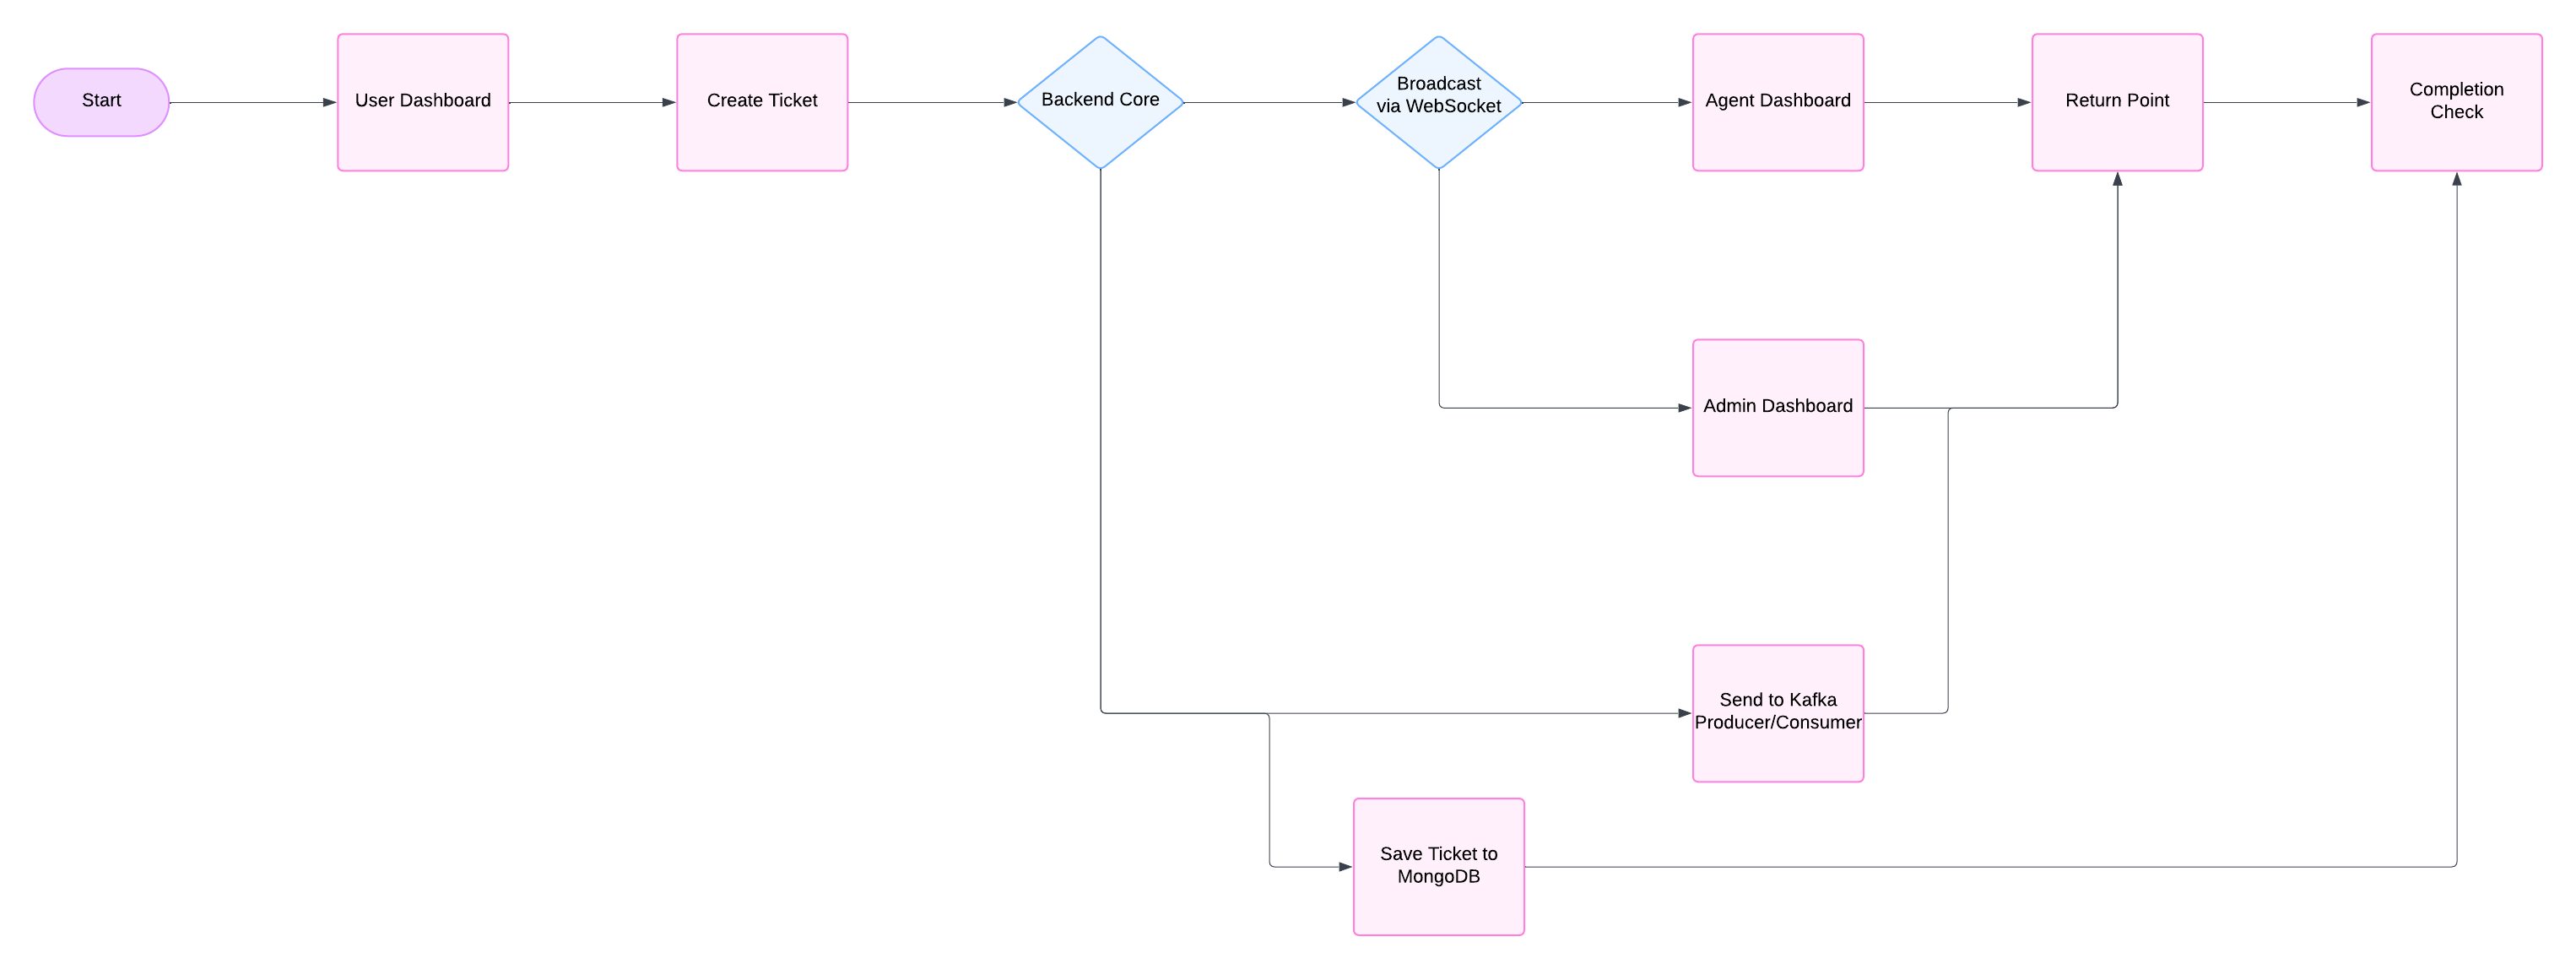 Start
User Dashboard
Create Ticket
Backend Core
Broadcast
via WebSocket
Agent Dashboard
Return Point
Completion
Check
Admin Dashboard
Send to Kafka
Producer/Consumer
Save Ticket to
MongoDB